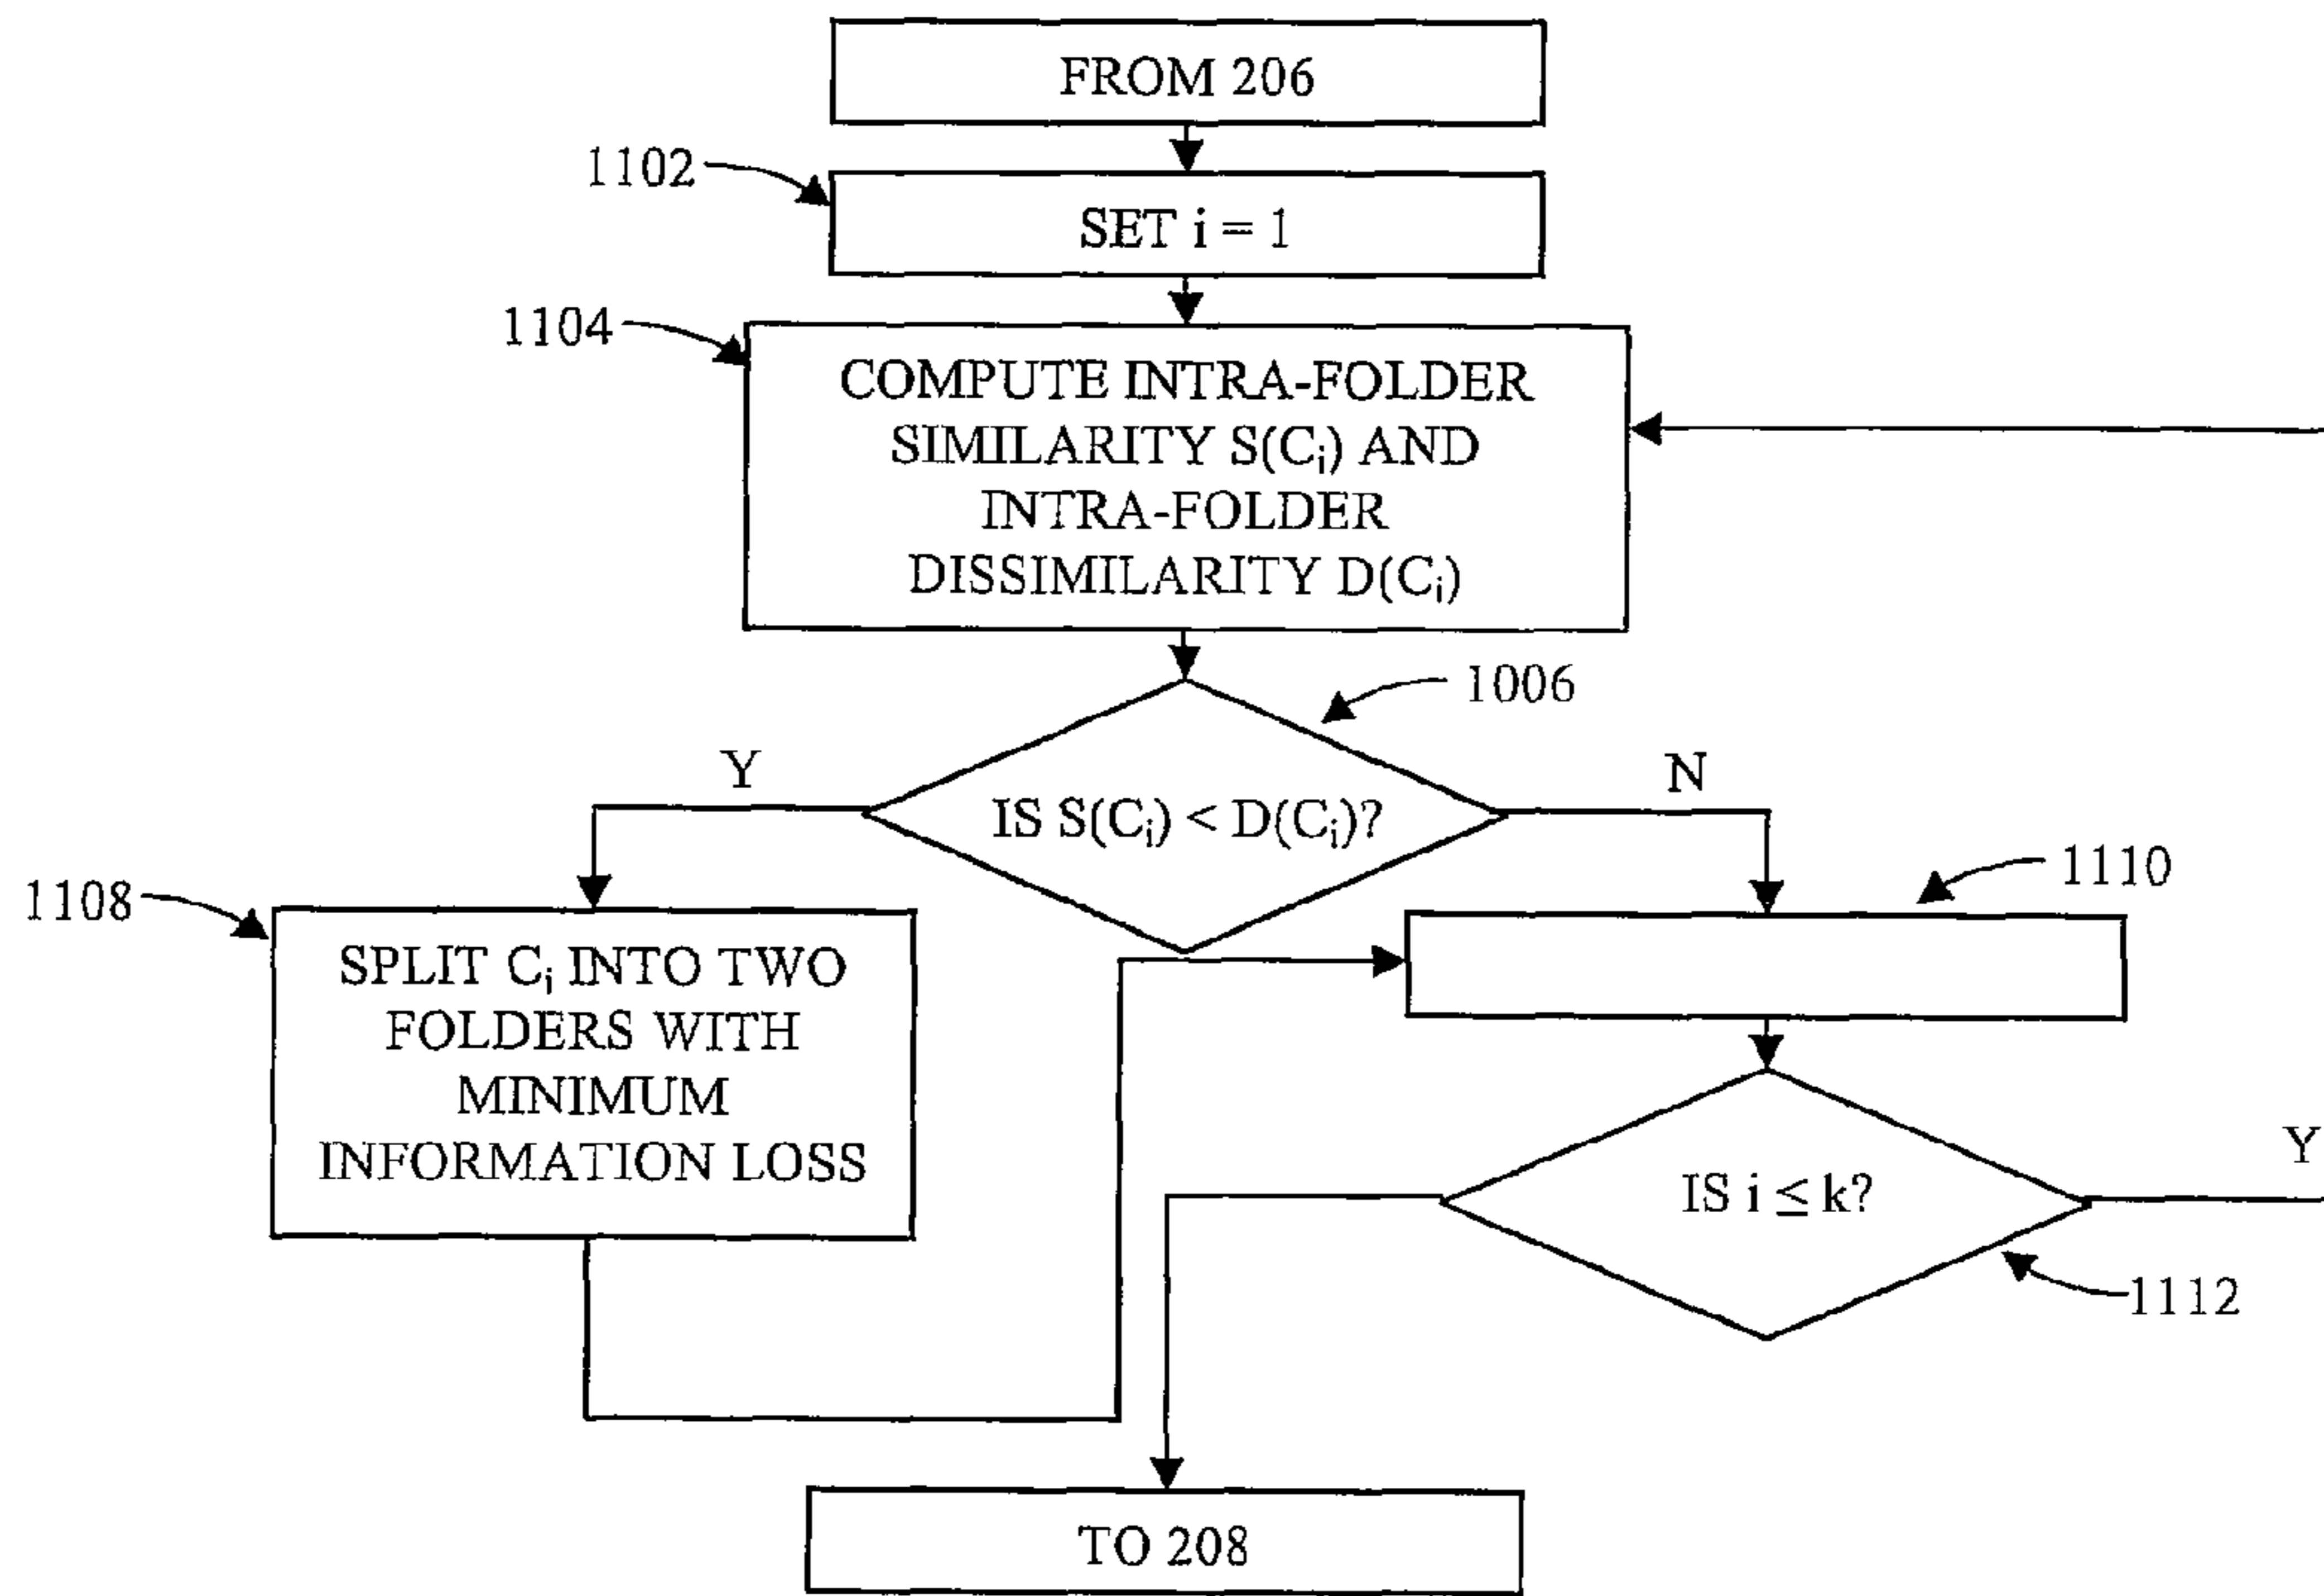 FROM 206
1102
SET i = 1
1104
COMPUTE INTRA-FOLDER
SIMILARITY S(Cᵢ) AND
INTRA-FOLDER
DISSIMILARITY D(Cᵢ)
1006
Y
N
IS S(Cᵢ) < D(Cᵢ)?
1108
1110
SPLIT Cᵢ INTO TWO
FOLDERS WITH
MINIMUM
INFORMATION LOSS
Y
IS i ≤ k?
1112
TO 208